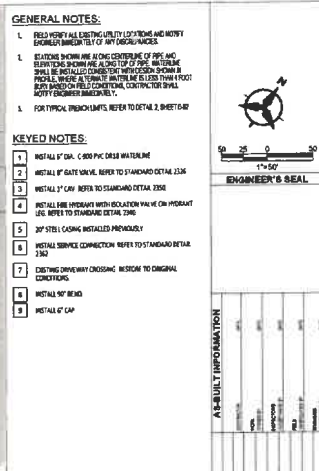 GENERAL NOTES:
1. FIELD VERIFY ALL EXISTING UTILITY LOCATIONS AND NOTIFY
ENGINEER IMMEDIATELY OF ANY DISCREPANCIES.
2. STATIONS SHOWN ARE ALONG CENTERLINE OF PIPE AND
ELEVATIONS SHOWN ARE ALONG TOP OF PIPE. WATERLINE
SHALL BE INSTALLED CONSISTENT WITH DESIGN SHOWN IN
PROFILE. WHERE ALTERNATE WATERLINE IS LESS THAN 4 FOOT
BURY BASED ON FIELD CONDITIONS, CONTRACTOR SHALL
NOTIFY ENGINEER IMMEDIATELY.
3. FOR TYPICAL TRENCH LIMITS, REFER TO DETAIL 2, SHEET
KEYED NOTES:
1 INSTALL DIA. C-900 PVC DR18 WATERLINE
2 INSTALL 8" GATE VALVE. REFER TO STANDARD DETAIL 2326
3 INSTALL REFER TO STANDARD DETAIL 2350
4 INSTALL FIRE HYDRANT WITH ISOLATION VALVE ON HYDRANT
LEG. REFER TO STANDARD DETAIL 2340
5 20" STEEL CASING INSTALLED PREVIOUSLY
6 INSTALL SERVICE CONNECTION REFER TO STANDARD DETAIL
2362
7 EXISTING DRIVEWAY CROSSING RESTORE TO ORIGINAL
CONDITIONS.
8 INSTALL 90° BEND
9 INSTALL 6" CAP
N
50 25 0 50
1"=50'
ENGINEER'S SEAL
AS-BUILT INFORMATION